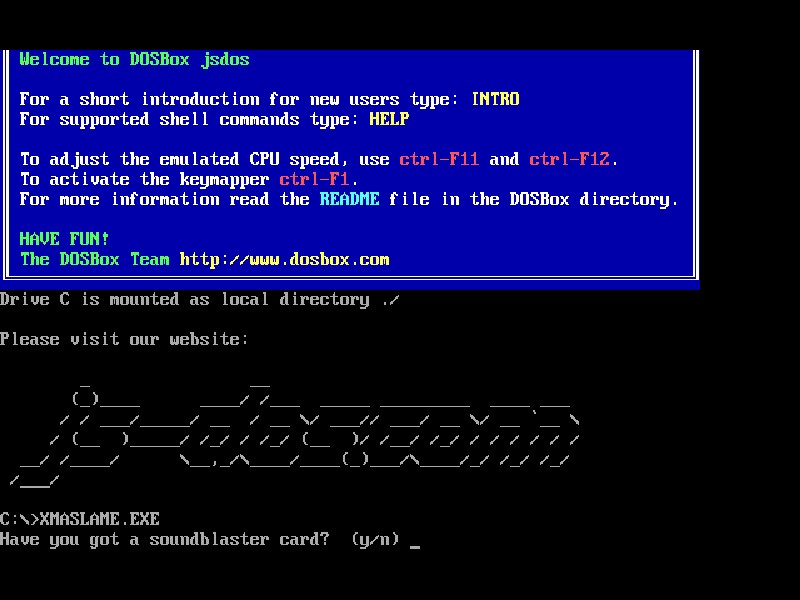 Welcome to DOSBox jsdos
For a short introduction for new users type: INTRO
For supported shell commands type: HELP
To adjust the emulated CPU speed, use ctrl-F11 and ctrl-F12.
To activate the keymapper ctrl-F1.
For more information read the README file in the DOSBox directory.
HAVE FUN!
The DOSBox Team http://www.dosbox.com
Drive C is mounted as local directory ./
Please visit our website:
js-dos.com
C:\>XMASLAME.EXE
Have you got a soundblaster card?  (y/n) _